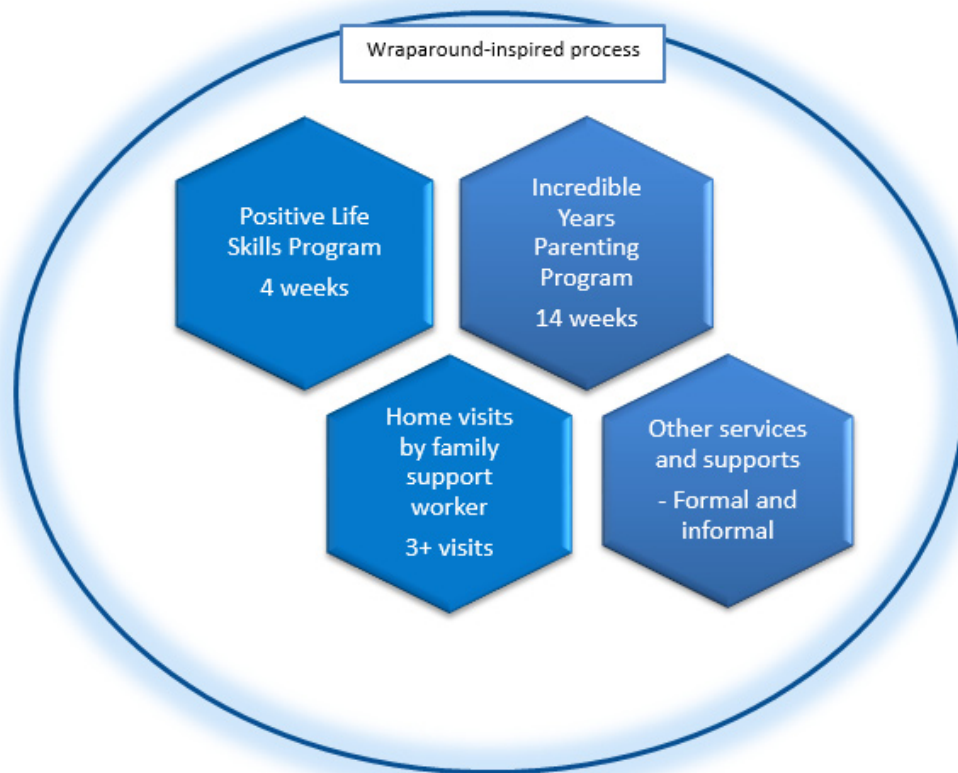 Wraparound-inspired process
Positive Life
Skills Program
4 weeks
Incredible
Years
Parenting
Program
14 weeks
Home visits
by family
support
worker
3+ visits
Other services
and supports
- Formal and
informal